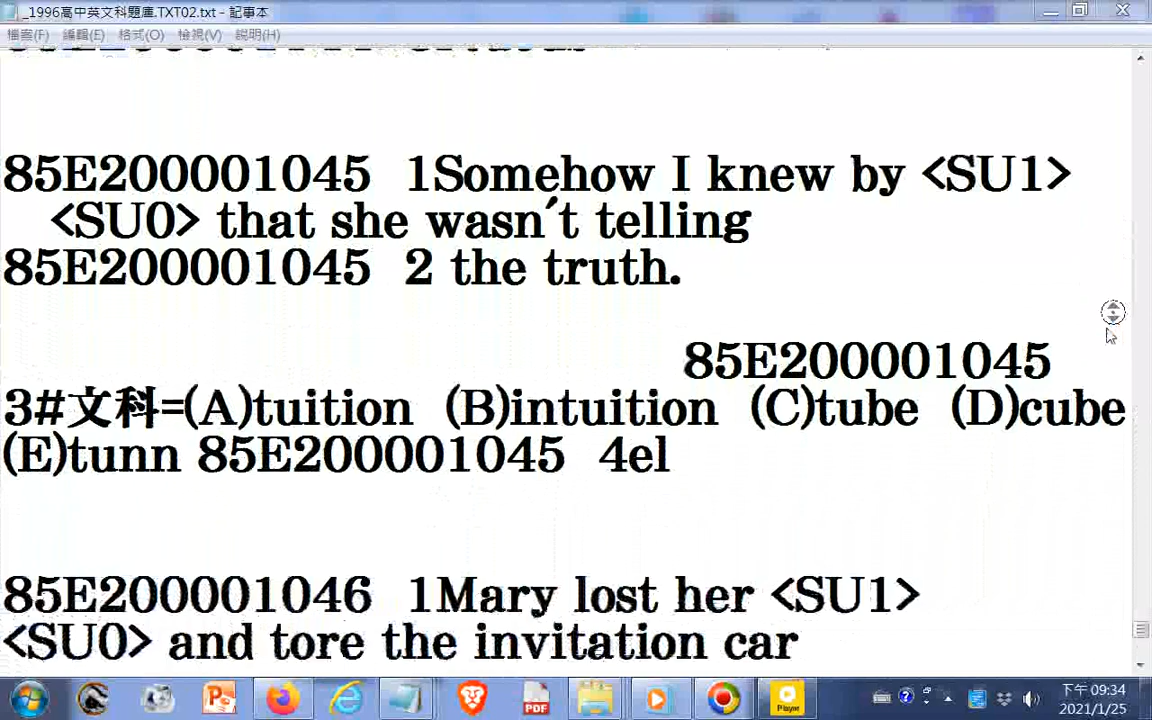 _1996高中英文科題庫.TXT02.txt - 記事本
檔案(F) 編輯(E) 格式(O) 檢視(V) 說明(H)
85E200001045 1Somehow I knew by <SU1>
<SU0> that she wasn't telling
85E200001045 2 the truth.
85E200001045
3#文科=(A)tuition (B)intuition (C)tube (D)cube
(E)tunn 85E200001045 4el
85E200001046 1Mary lost her <SU1>
<SU0> and tore the invitation car
PDF
Player
下午 09:34
2021/1/25